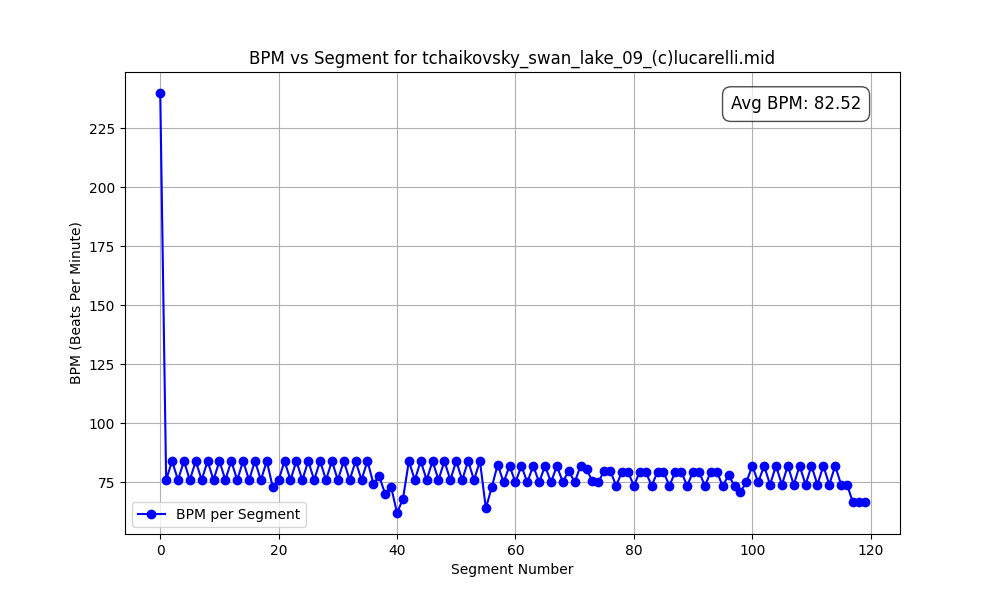 BPM vs Segment for tchaikovsky_swan_lake_09_(c)lucarelli.mid
Avg BPM: 82.52
BPM (Beats Per Minute)
225
200
175
150
125
100
75
BPM per Segment
0 20 40 60 80 100 120
Segment Number